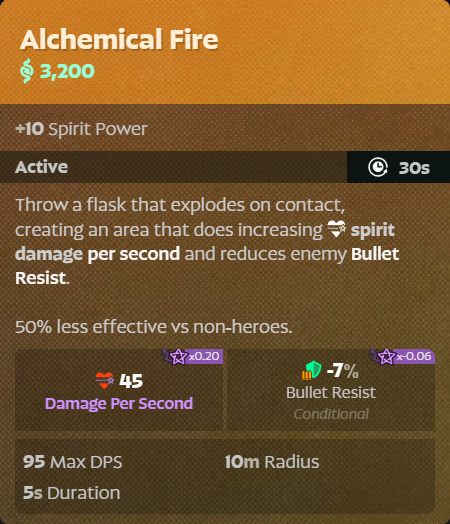 Alchemical Fire
3,200
+10 Spirit Power
Active 30s
Throw a flask that explodes on contact,
creating an area that does increasing spirit
damage per second and reduces enemy Bullet
Resist.
50% less effective vs non-heroes.
x0.20 x-0.06
45 -7%
Damage Per Second Bullet Resist
Conditional
95 Max DPS 10m Radius
5s Duration